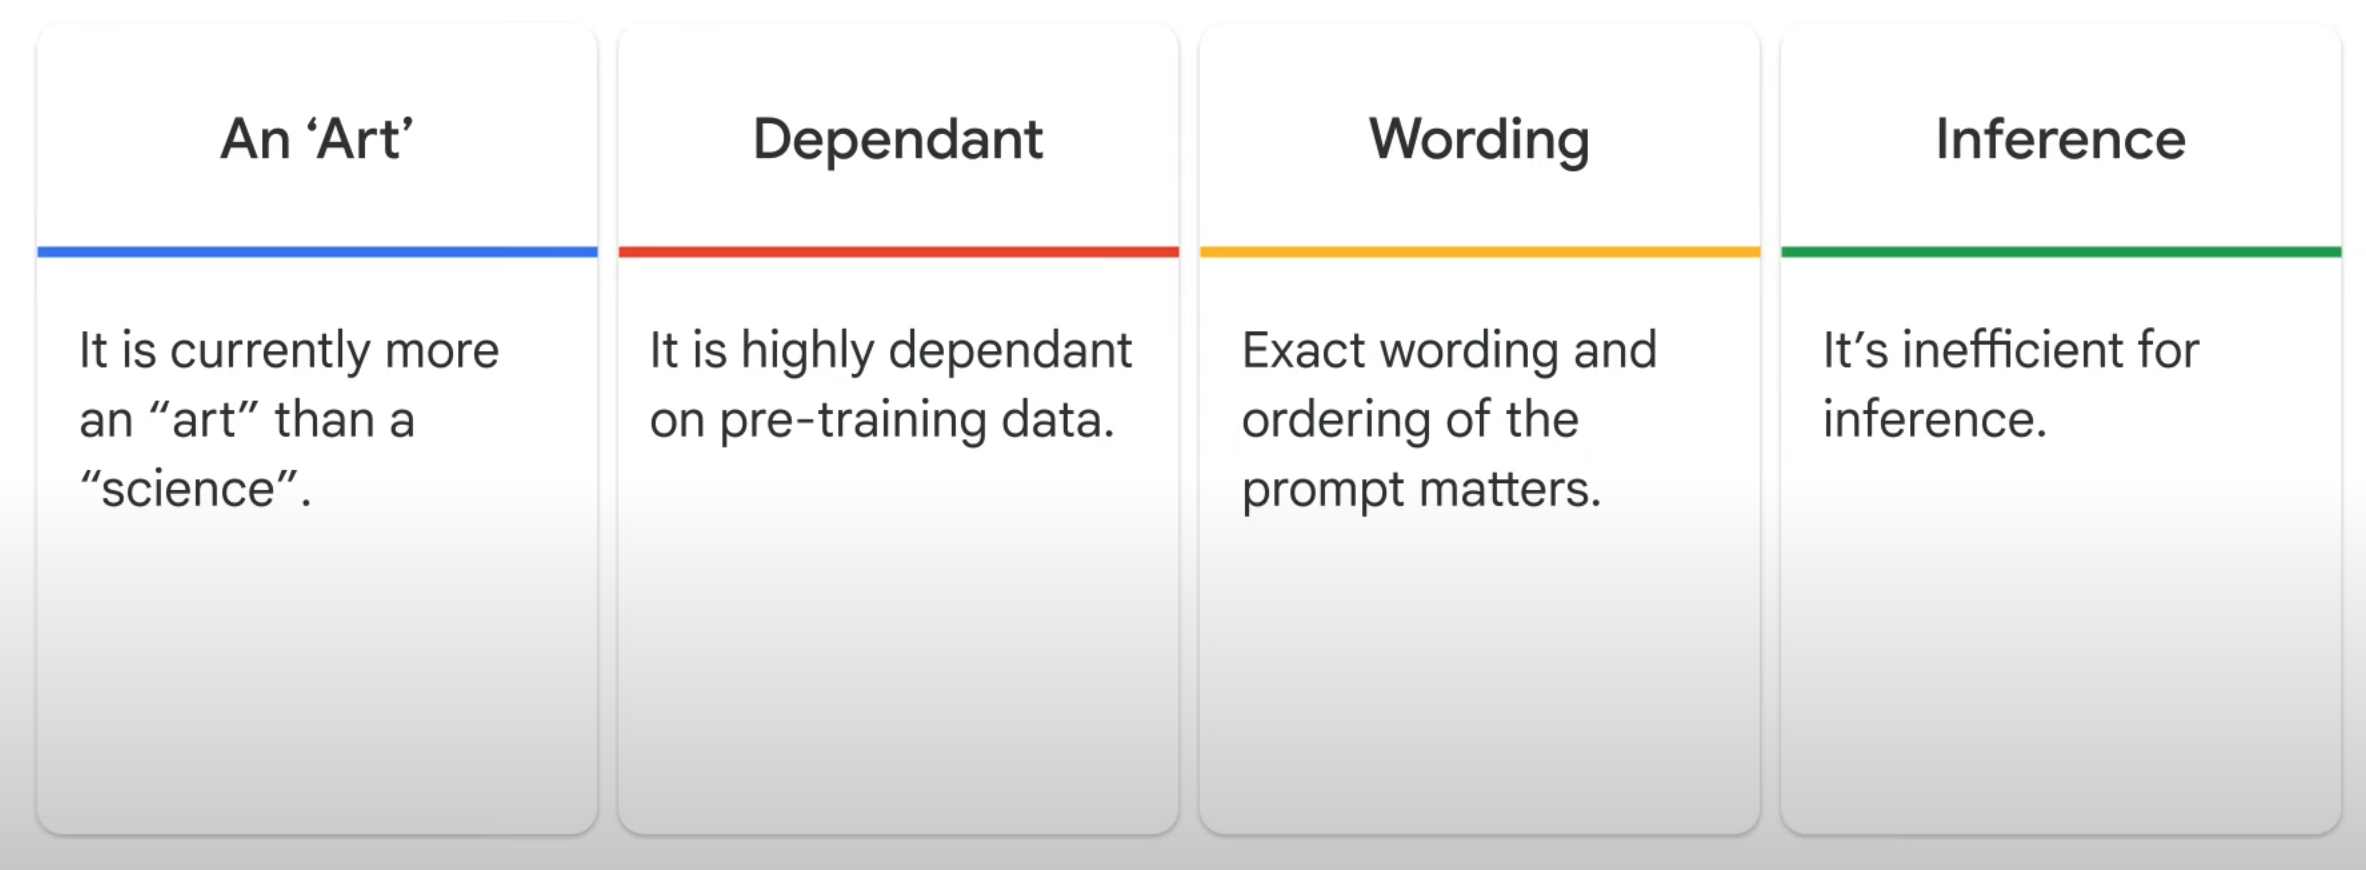 An ‘Art’
It is currently more
an “art” than a
“science”.
Dependant
It is highly dependant
on pre-training data.
Wording
Exact wording and
ordering of the
prompt matters.
Inference
It’s inefficient for
inference.